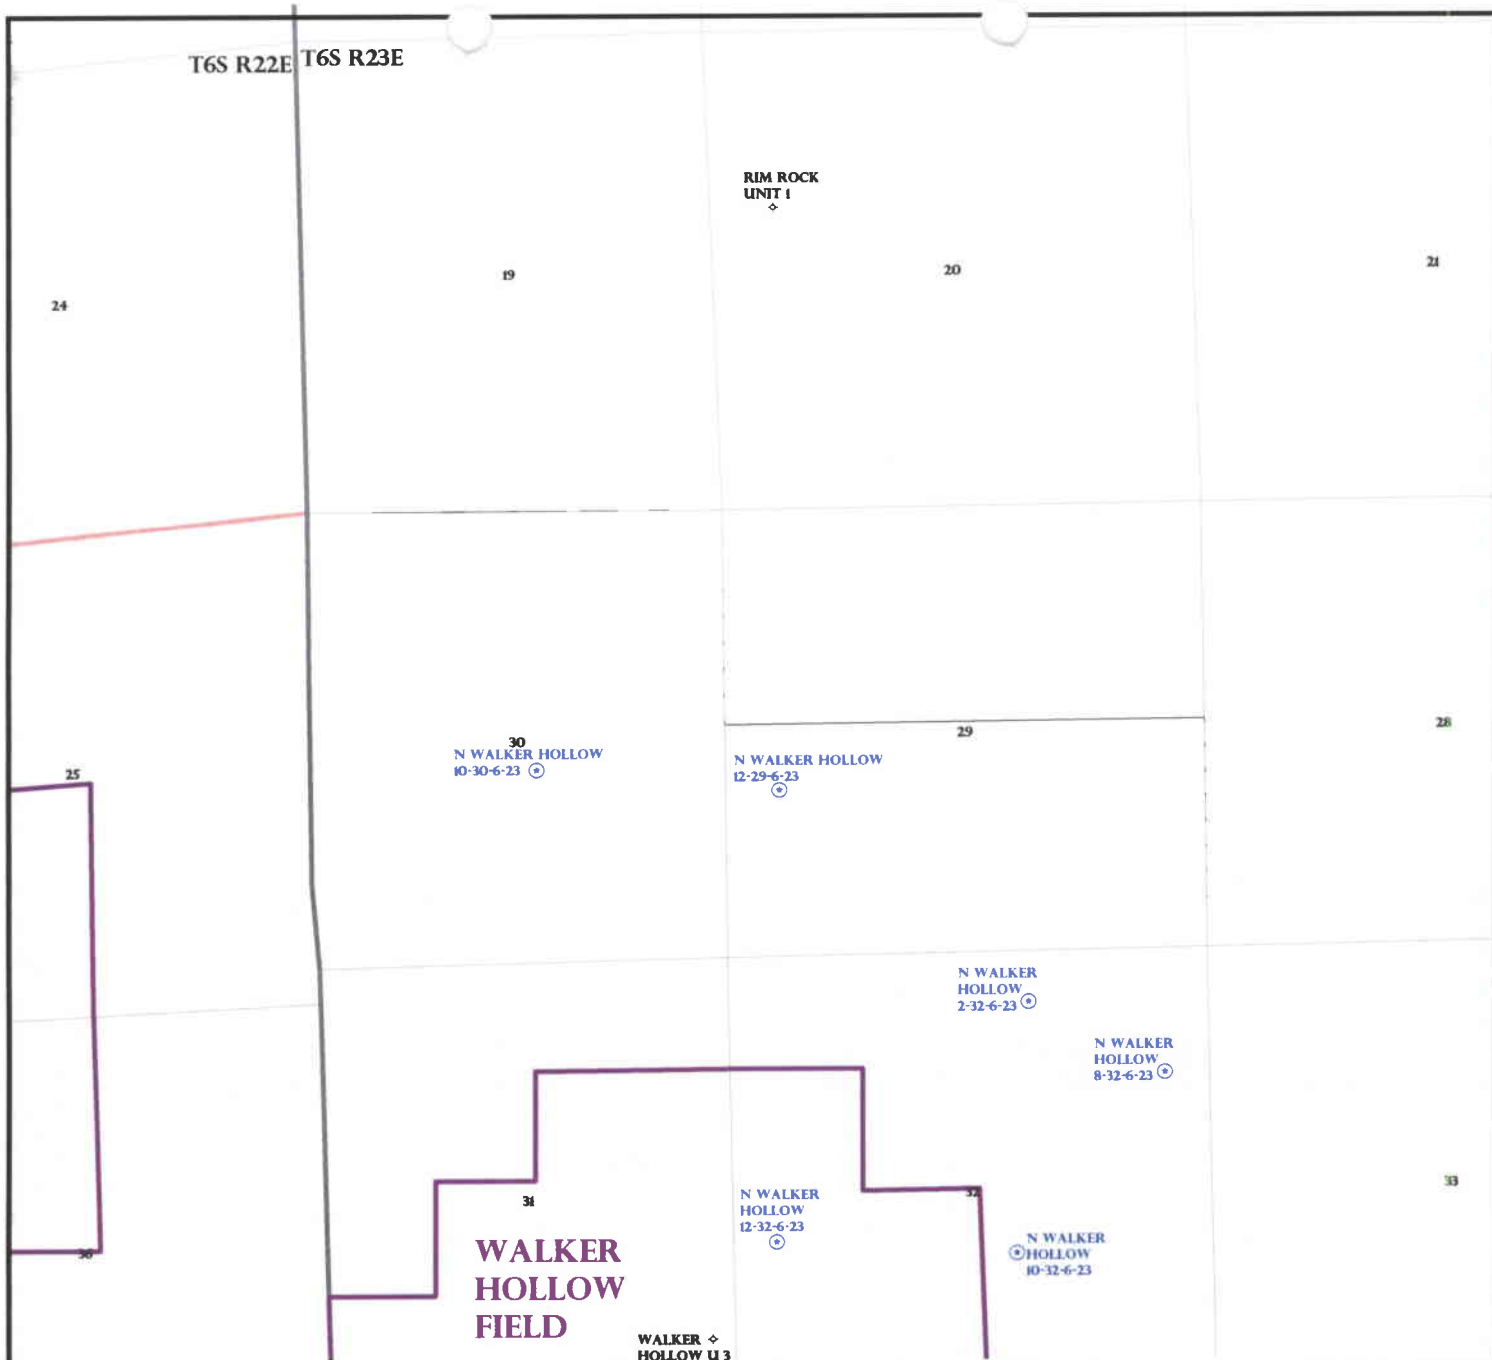 T6S R22E T6S R23E
RIM ROCK
UNIT 1
19
20
21
24
30
N WALKER HOLLOW
10-30-6-23
29
N WALKER HOLLOW
12-29-6-23
28
25
N WALKER
HOLLOW
2-32-6-23
N WALKER
HOLLOW
8-32-6-23
31
32
33
N WALKER
HOLLOW
12-32-6-23
N WALKER
HOLLOW
10-32-6-23
36
WALKER
HOLLOW
FIELD
WALKER
HOLLOW U 3